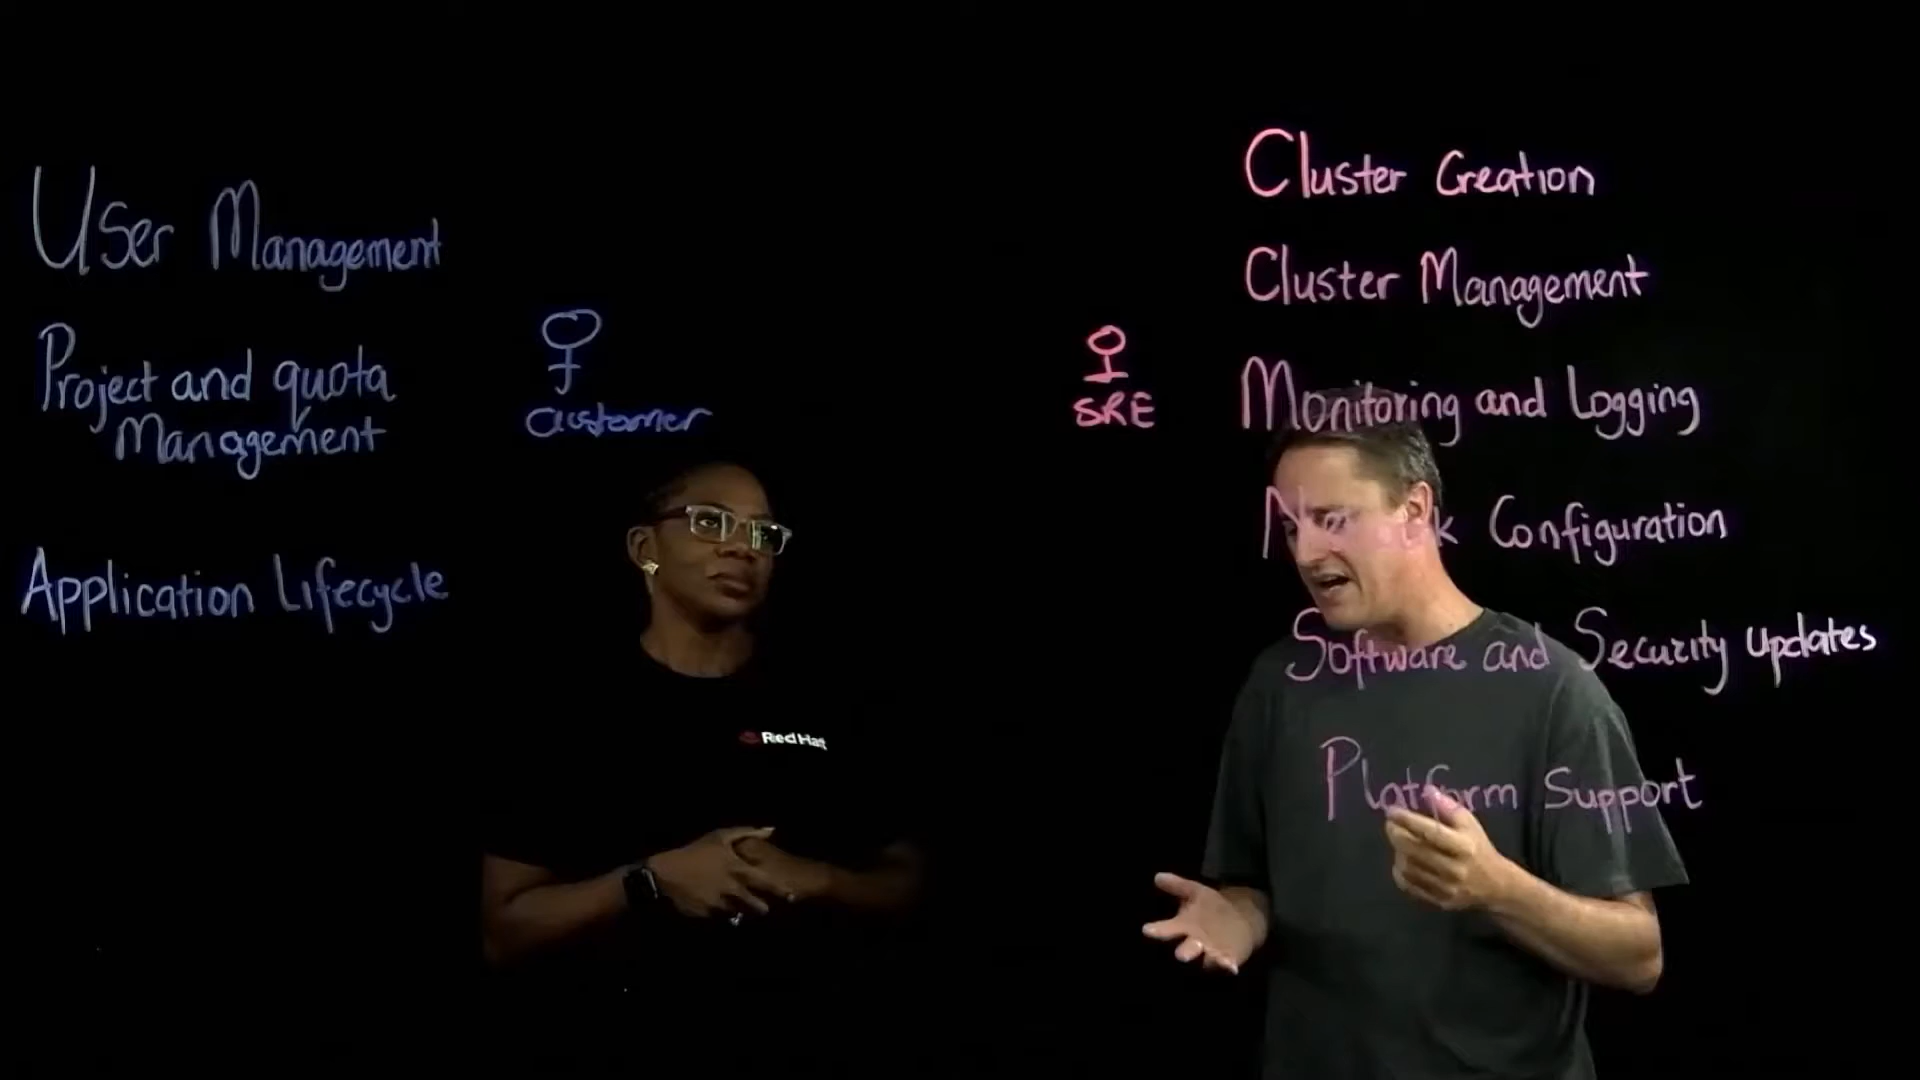 User Management
Project and quota
Management
Application Lifecycle
Customer
Red Hat
SRE
Cluster Creation
Cluster Management
Monitoring and Logging
Configuration
Software and Security updates
Platform Support